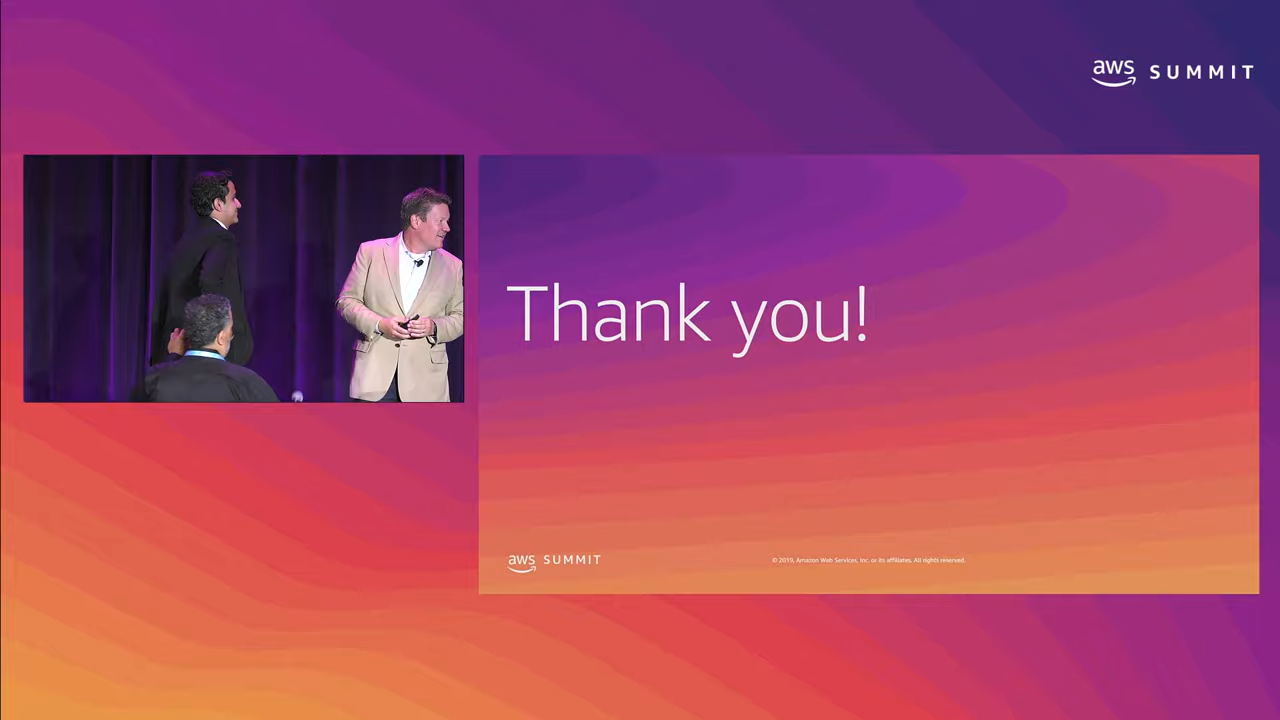 aws SUMMIT
Thank you!
aws SUMMIT
© 2019, Amazon Web Services, Inc. or its affiliates. All rights reserved.